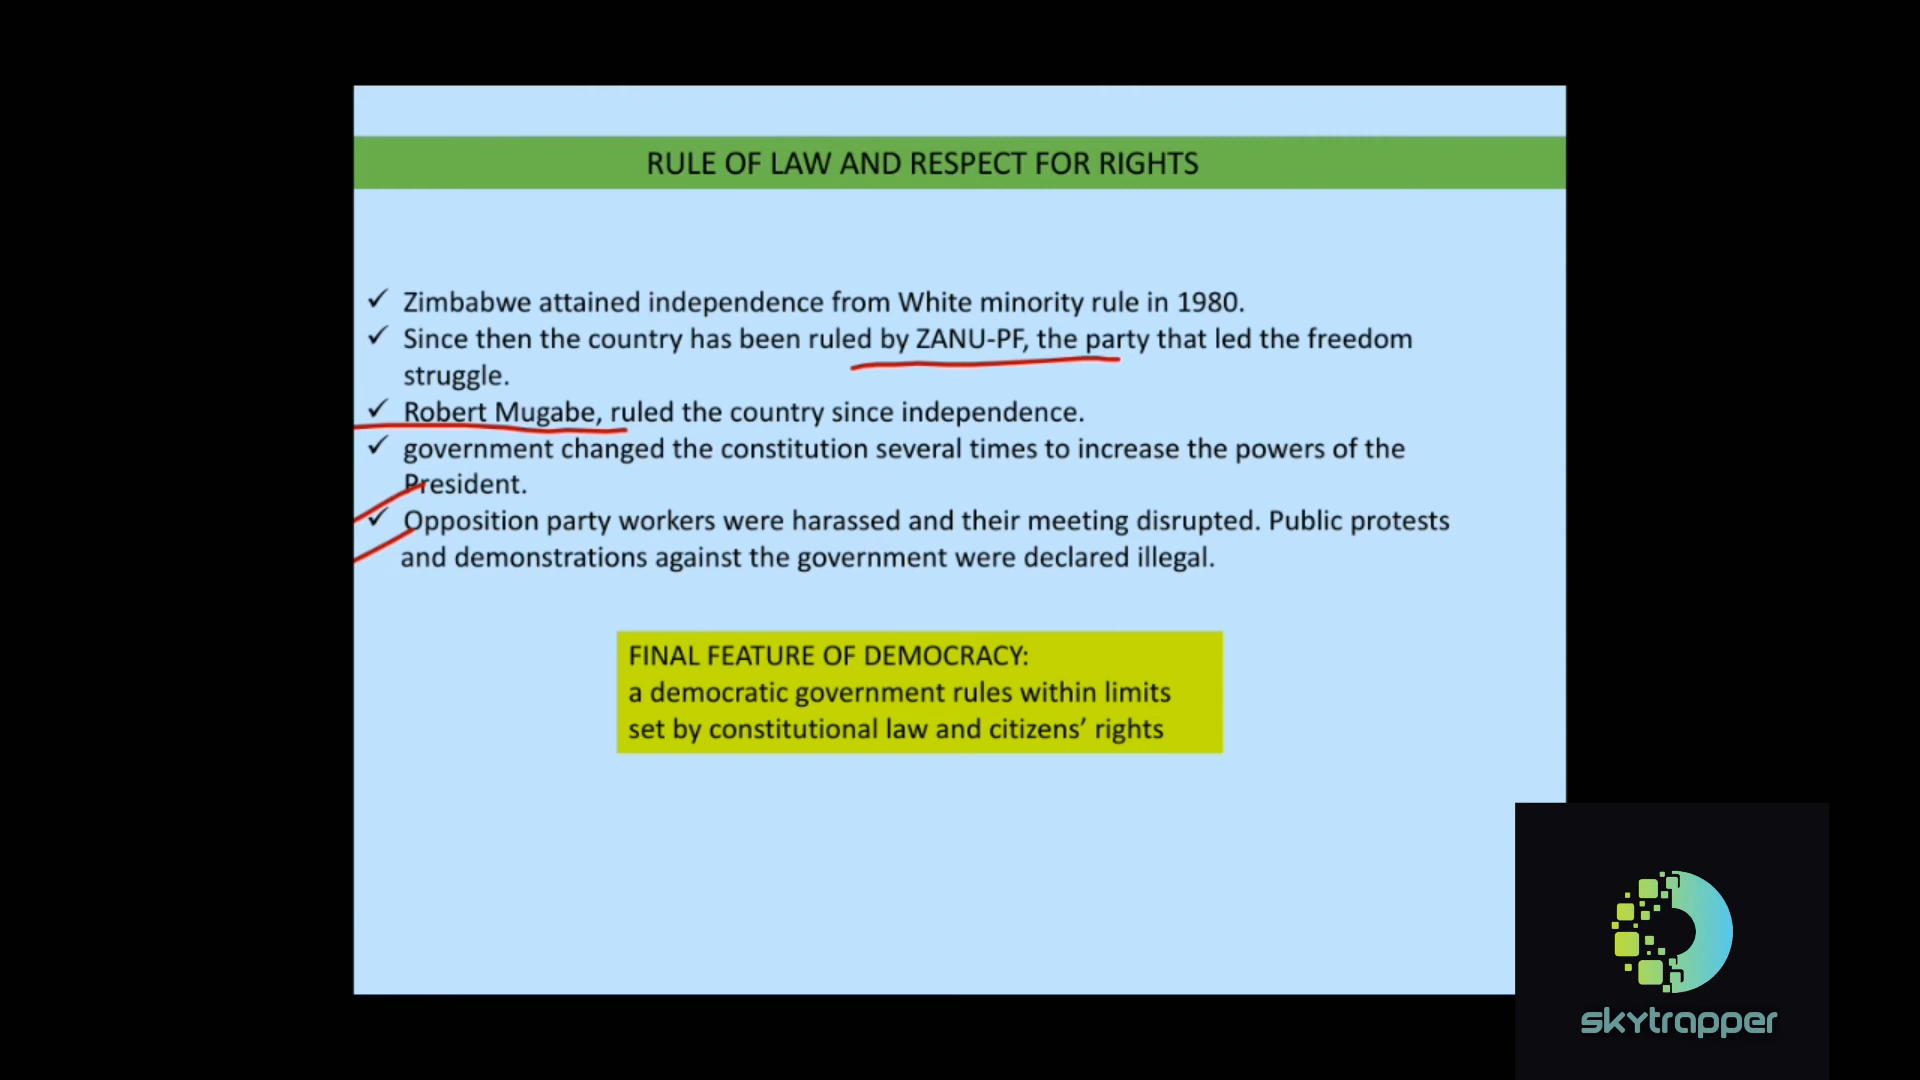 RULE OF LAW AND RESPECT FOR RIGHTS
✓ Zimbabwe attained independence from White minority rule in 1980.
✓ Since then the country has been ruled by ZANU-PF, the party that led the freedom
struggle.
✓ Robert Mugabe, ruled the country since independence.
✓ government changed the constitution several times to increase the powers of the
President.
✓ Opposition party workers were harassed and their meeting disrupted. Public protests
and demonstrations against the government were declared illegal.
FINAL FEATURE OF DEMOCRACY:
a democratic government rules within limits
set by constitutional law and citizens’ rights
skytrapper